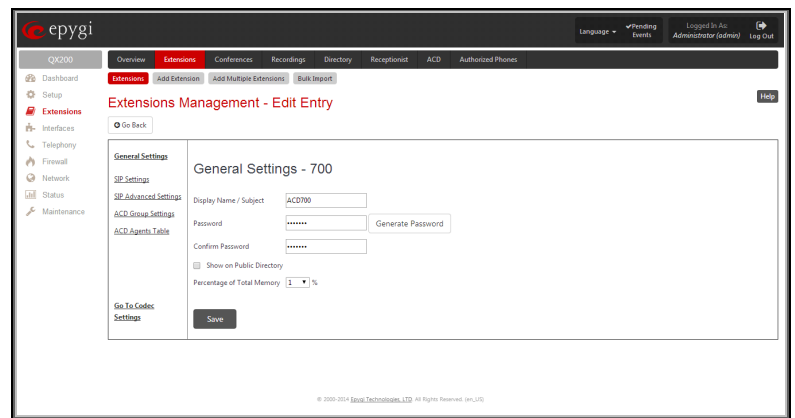 epygi
Language
Pending Events
Logged In As:
Administrator (admin)
Log Out
QX200
Overview
Extensions
Conferences
Recordings
Directory
Receptionist
ACD
Authorized Phones
Dashboard
Setup
Extensions
Interfaces
Telephony
Firewall
Network
Status
Maintenance
Extensions
Add Extension
Add Multiple Extensions
Bulk Import
Extensions Management - Edit Entry
Help
Go Back
General Settings
SIP Settings
SIP Advanced Settings
ACD Group Settings
ACD Agents Table
Go To Codec
Settings
General Settings - 700
Display Name / Subject
ACD700
Password
•••••••
Generate Password
Confirm Password
•••••••
Show on Public Directory
Percentage of Total Memory
1
%
Save
© 2000-2014 Epygi Technologies, LTD. All Rights Reserved. (en_US)